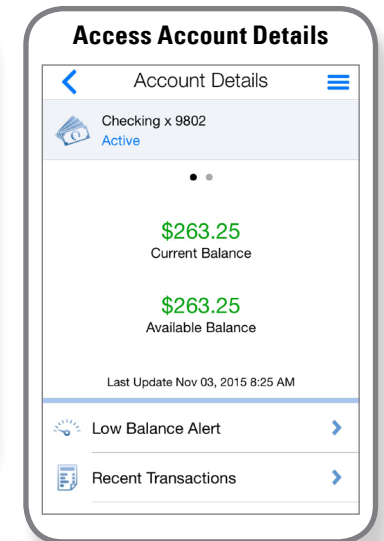 Access Account Details
Account Details
Checking x 9802
Active
$263.25
Current Balance
$263.25
Available Balance
Last Update Nov 03, 2015 8:25 AM
Low Balance Alert
Recent Transactions